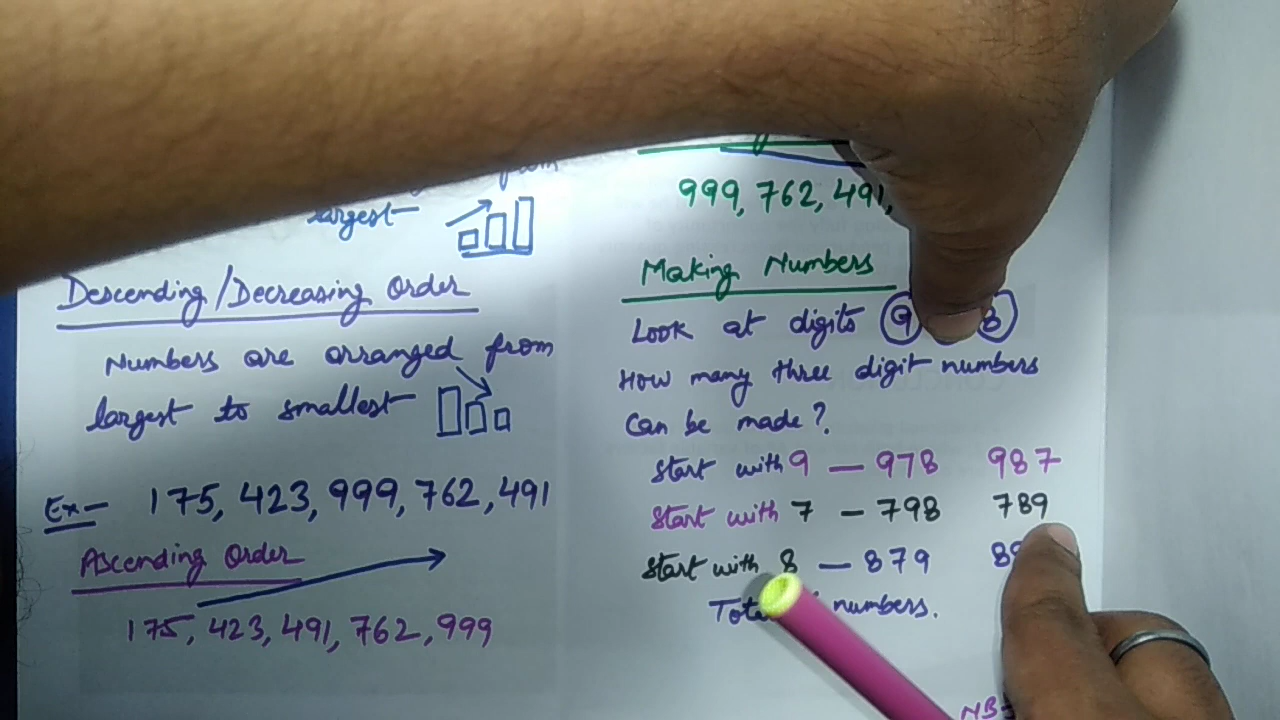 largest
Descending/Decreasing Order
Numbers are arranged from
largest to smallest
Ex- 175, 423, 999, 762, 491
Ascending Order
175, 423, 491, 762, 999
999, 762, 491,
Making Numbers
Look at digits 9 8
How many three digit numbers
can be made?
Start with 9 - 978 987
Start with 7 - 798 789
Start with 8 - 879 89
numbers.
NB-